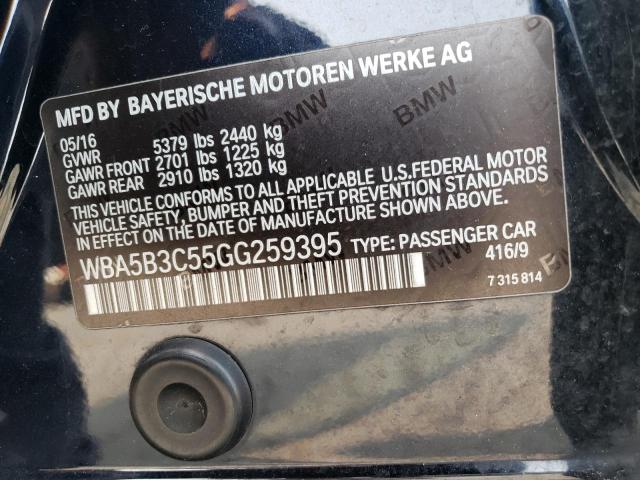 MFD BY BAYERISCHE MOTOREN WERKE AG
05/16
GVWR 5379 lbs 2440 kg
GAWR FRONT 2701 lbs 1225 kg
GAWR REAR 2910 lbs 1320 kg
THIS VEHICLE CONFORMS TO ALL APPLICABLE U.S.FEDERAL MOTOR
VEHICLE SAFETY, BUMPER AND THEFT PREVENTION STANDARDS
IN EFFECT ON THE DATE OF MANUFACTURE SHOWN ABOVE.
WBA5B3C55GG259395 TYPE: PASSENGER CAR
416/9
7 315 814
BMW
BMW